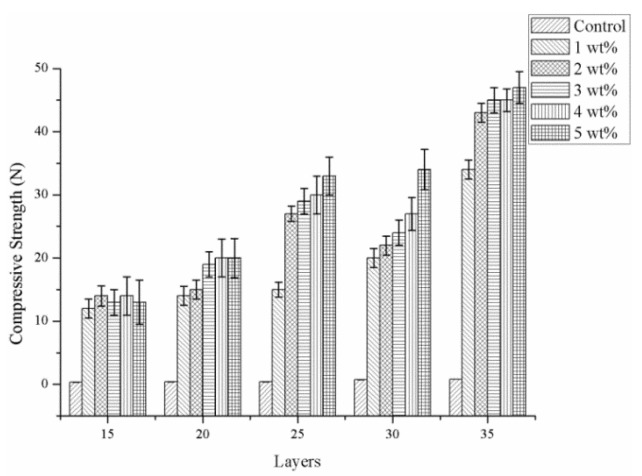 Control
1 wt%
2 wt%
3 wt%
4 wt%
5 wt%
50
40
30
20
10
0
Compressive Strength (N)
15 20 25 30 35
Layers